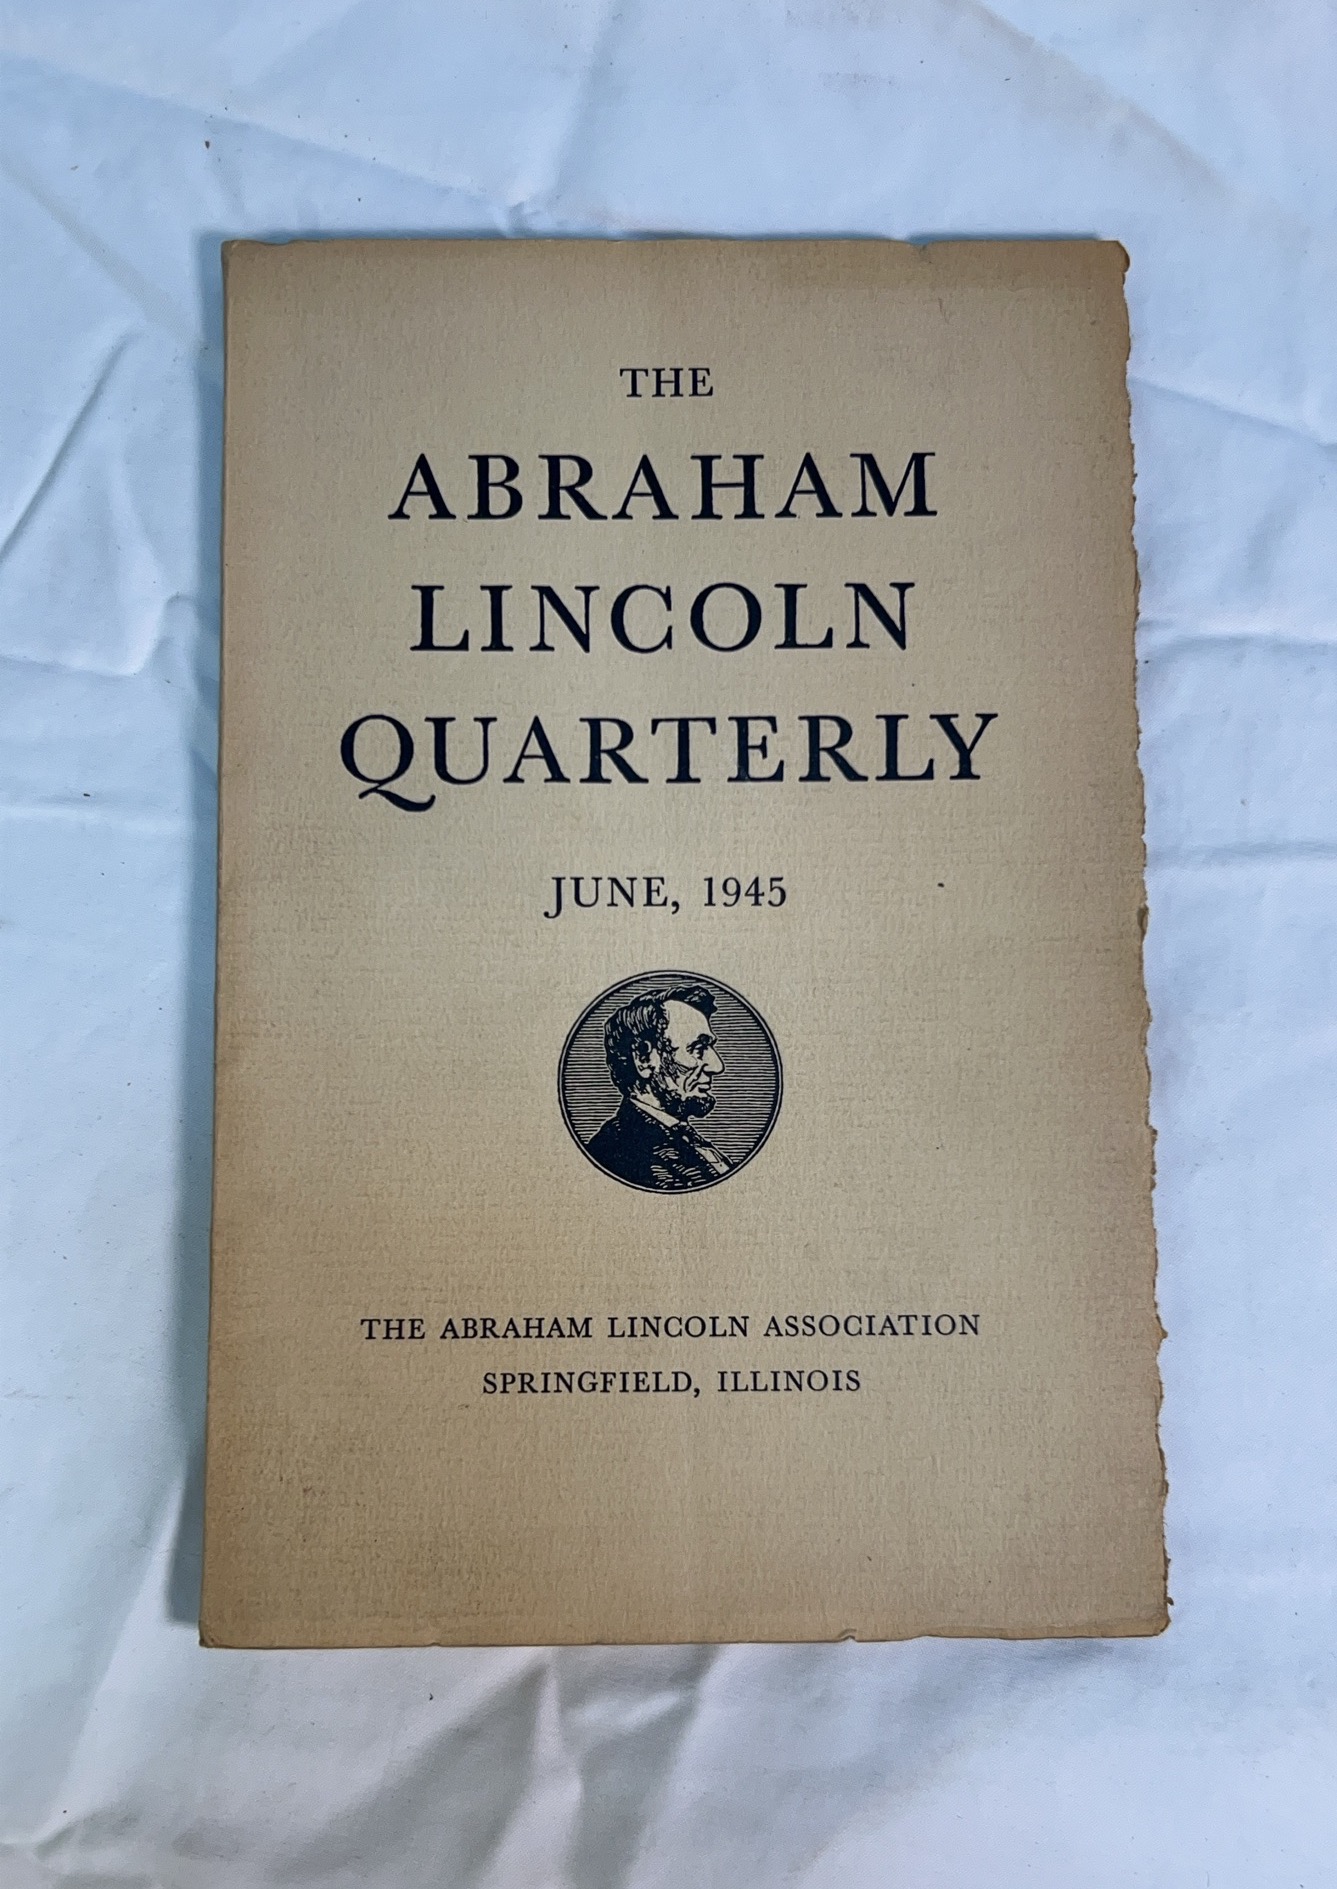 THE
ABRAHAM
LINCOLN
QUARTERLY
JUNE, 1945
THE ABRAHAM LINCOLN ASSOCIATION
SPRINGFIELD, ILLINOIS